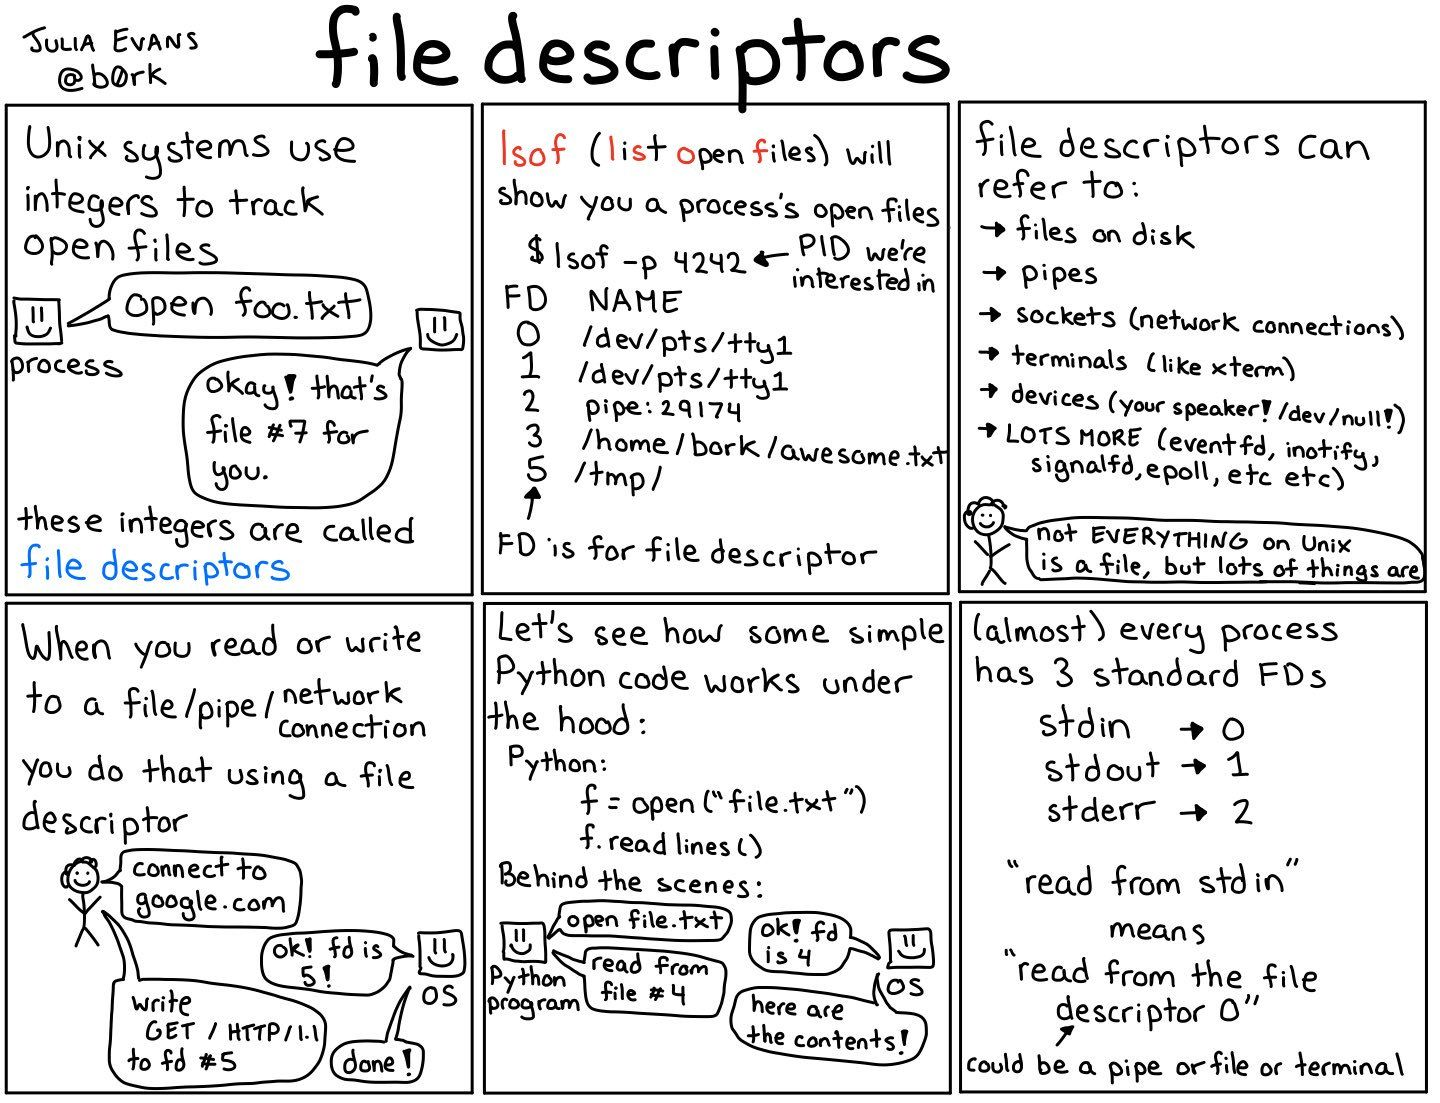 JULIA EVANS
@b0rk
file descriptors
Unix systems use
integers to track
open files
open foo.txt
process
okay! that's
file #7 for
you.
these integers are called
file descriptors
lsof (list open files) will
show you a process's open files
$ lsof -p 4242 ← PID we're
interested in
FD NAME
0 /dev/pts/tty1
1 /dev/pts/tty1
2 pipe:29174
3 /home/bork/awesome.txt
5 /tmp/
FD is for file descriptor
file descriptors can
refer to:
→ files on disk
→ pipes
→ sockets (network connections)
→ terminals (like xterm)
→ devices (your speaker! /dev/null!)
→ LOTS MORE (eventfd, inotify,
signalfd, epoll, etc etc)
not EVERYTHING on Unix
is a file, but lots of things are
When you read or write
to a file/pipe/network
connection
you do that using a file
descriptor
connect to
google.com
ok! fd is
5!
OS
write
GET / HTTP/1.1
to fd #5
done!
Let's see how some simple
Python code works under
the hood:
Python:
f = open("file.txt")
f.readlines()
Behind the scenes:
open file.txt
ok! fd
is 4
Python
program
OS
read from
file #4
here are
the contents!
(almost) every process
has 3 standard FDs
stdin → 0
stdout → 1
stderr → 2
"read from stdin"
means
"read from the file
descriptor 0"
could be a pipe or file or terminal